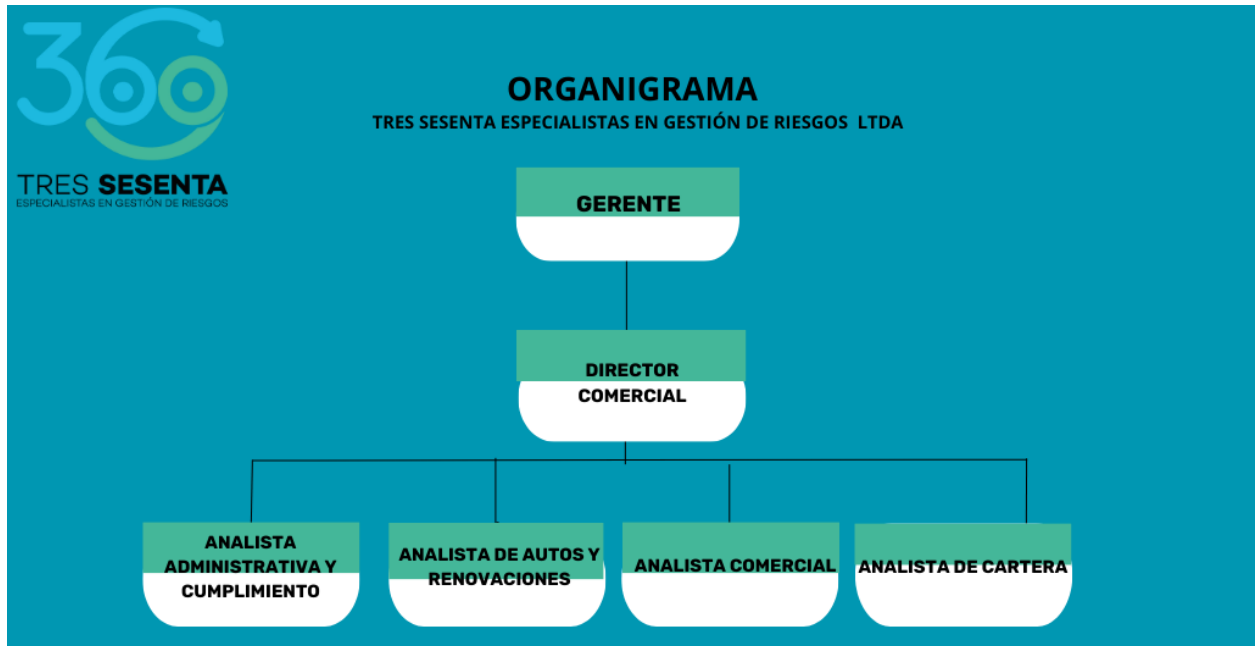 360
TRES SESENTA
ESPECIALISTAS EN GESTIÓN DE RIESGOS
ORGANIGRAMA
TRES SESENTA ESPECIALISTAS EN GESTIÓN DE RIESGOS LTDA
GERENTE
DIRECTOR
COMERCIAL
ANALISTA
ADMINISTRATIVA Y
CUMPLIMIENTO
ANALISTA DE AUTOS Y
RENOVACIONES
ANALISTA COMERCIAL
ANALISTA DE CARTERA